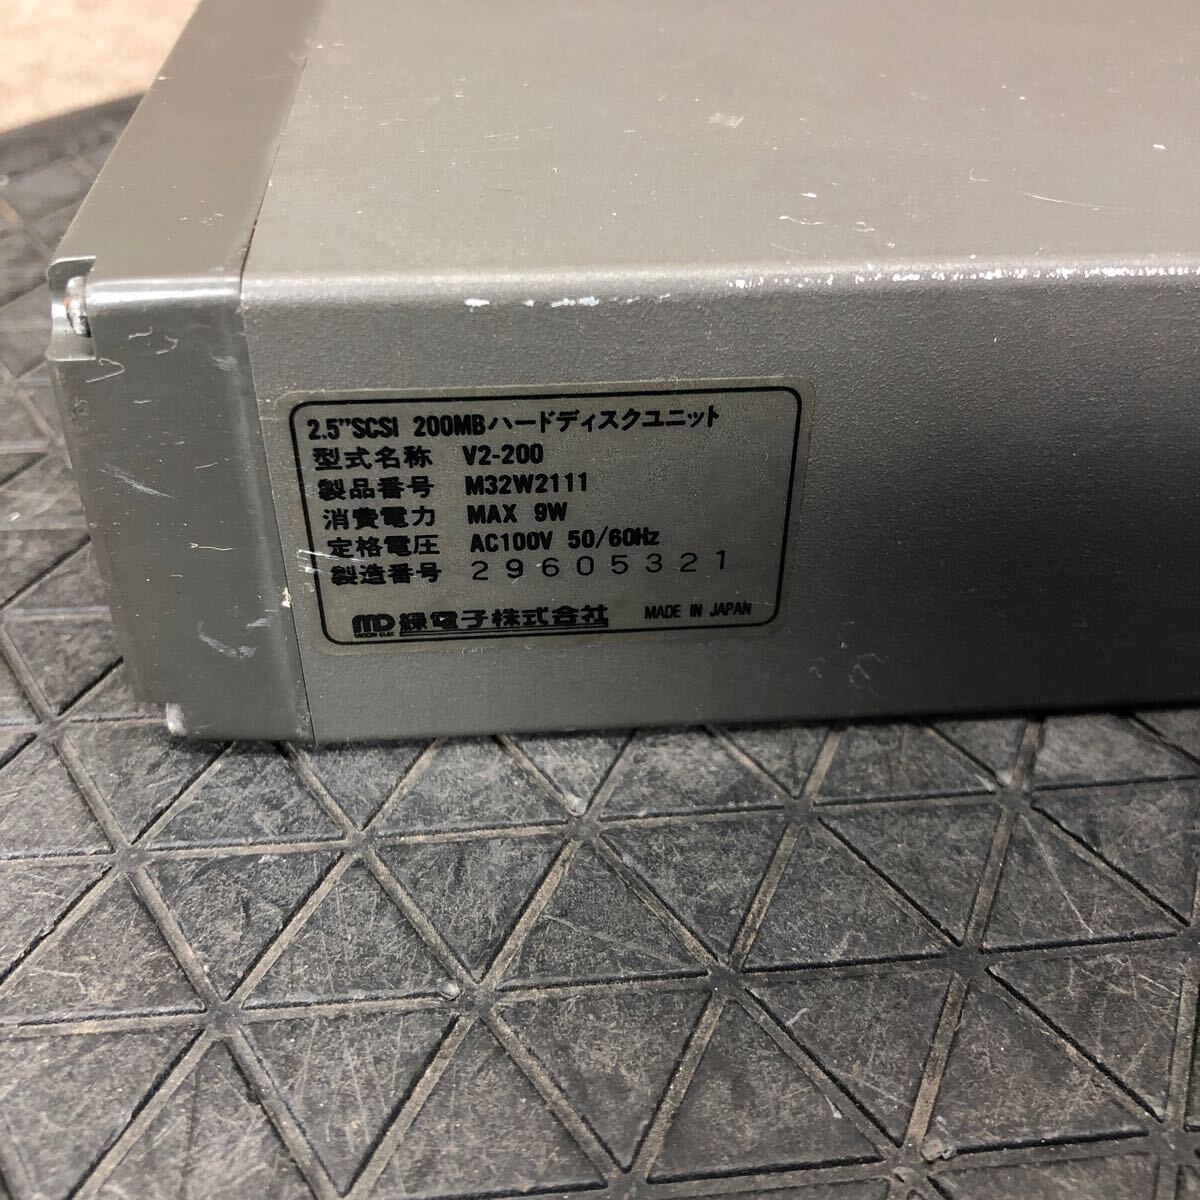 2.5"SCSI 200MBハードディスクユニット
型式名称 V2-200
製品番号 M32W2111
消費電力 MAX 9W
定格電圧 AC100V 50/60Hz
製造番号 29605321
緑電子株式会社 MADE IN JAPAN